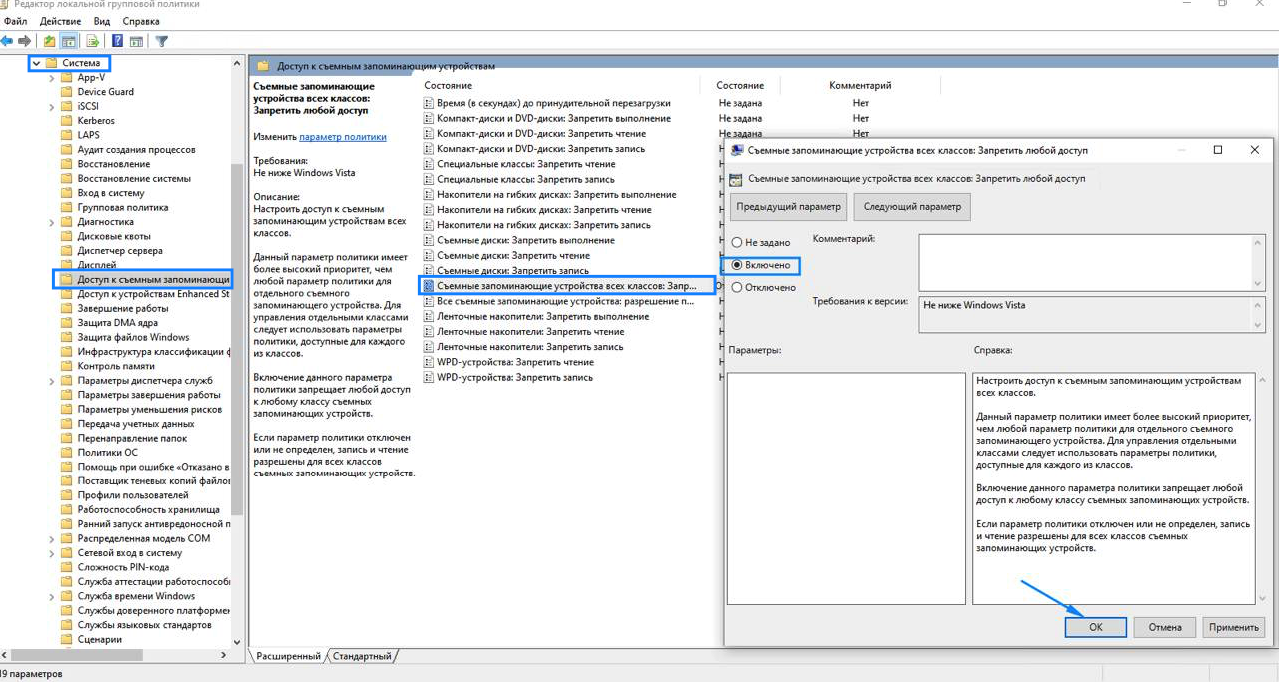 Редактор локальной групповой политики
Файл Действие Вид Справка
Система
App-V
Device Guard
iSCSI
Kerberos
LAPS
Аудит создания процессов
Восстановление
Восстановление системы
Вход в систему
Групповая политика
Диагностика
Дисковые квоты
Диспетчер сервера
Дисплей
Доступ к съемным запоминающи
Доступ к устройствам Enhanced St
Завершение работы
Защита DMA ядра
Защита файлов Windows
Инфраструктура классификации ф
Контроль памяти
Параметры диспетчера служб
Параметры завершения работы
Параметры уменьшения рисков
Передача учетных данных
Перенаправление папок
Политики ОС
Помощь при ошибке «Отказано в
Поставщик теневых копий файлов
Профили пользователей
Работоспособность хранилища
Ранний запуск антивредоносной п
Распределенная модель COM
Сетевой вход в систему
Сложность PIN-кода
Служба аттестации работоспособн
Служба времени Windows
Службы доверенного платформен
Службы языковых стандартов
Сценарии
Доступ к съемным запоминающим устройствам
Съемные запоминающие
устройства всех классов:
Запретить любой доступ
Изменить параметр политики
Требования:
Не ниже Windows Vista
Описание:
Настроить доступ к съемным
запоминающим устройствам всех
классов.
Данный параметр политики имеет
более высокий приоритет, чем
любой параметр политики для
отдельного съемного
запоминающего устройства. Для
управления отдельными классами
следует использовать параметры
политики, доступные для каждого
из классов.
Включение данного параметра
политики запрещает любой доступ
к любому классу съемных
запоминающих устройств.
Если параметр политики отключен
или не определен, запись и чтение
разрешены для всех классов
съемных запоминающих устройств.
Состояние Состояние Комментарий
Время (в секундах) до принудительной перезагрузки Не задана Нет
Компакт-диски и DVD-диски: Запретить выполнение Не задана Нет
Компакт-диски и DVD-диски: Запретить чтение Не задана Нет
Компакт-диски и DVD-диски: Запретить запись
Специальные классы: Запретить чтение
Специальные классы: Запретить запись
Накопители на гибких дисках: Запретить выполнение
Накопители на гибких дисках: Запретить чтение
Накопители на гибких дисках: Запретить запись
Съемные диски: Запретить выполнение
Съемные диски: Запретить чтение
Съемные диски: Запретить запись
Съемные запоминающие устройства всех классов: Запр...
Все съемные запоминающие устройства: разрешение п...
Ленточные накопители: Запретить выполнение
Ленточные накопители: Запретить чтение
Ленточные накопители: Запретить запись
WPD-устройства: Запретить чтение
WPD-устройства: Запретить запись
Съемные запоминающие устройства всех классов: Запретить любой доступ
Съемные запоминающие устройства всех классов: Запретить любой доступ
Предыдущий параметр Следующий параметр
Не задано Комментарий:
Включено
Отключено
Требования к версии: Не ниже Windows Vista
Параметры: Справка:
Настроить доступ к съемным запоминающим устройствам
всех классов.
Данный параметр политики имеет более высокий приоритет,
чем любой параметр политики для отдельного съемного
запоминающего устройства. Для управления отдельными
классами следует использовать параметры политики,
доступные для каждого из классов.
Включение данного параметра политики запрещает любой
доступ к любому классу съемных запоминающих устройств.
Если параметр политики отключен или не определен, запись
и чтение разрешены для всех классов съемных
запоминающих устройств.
ОК Отмена Применить
Расширенный Стандартный
19 параметров